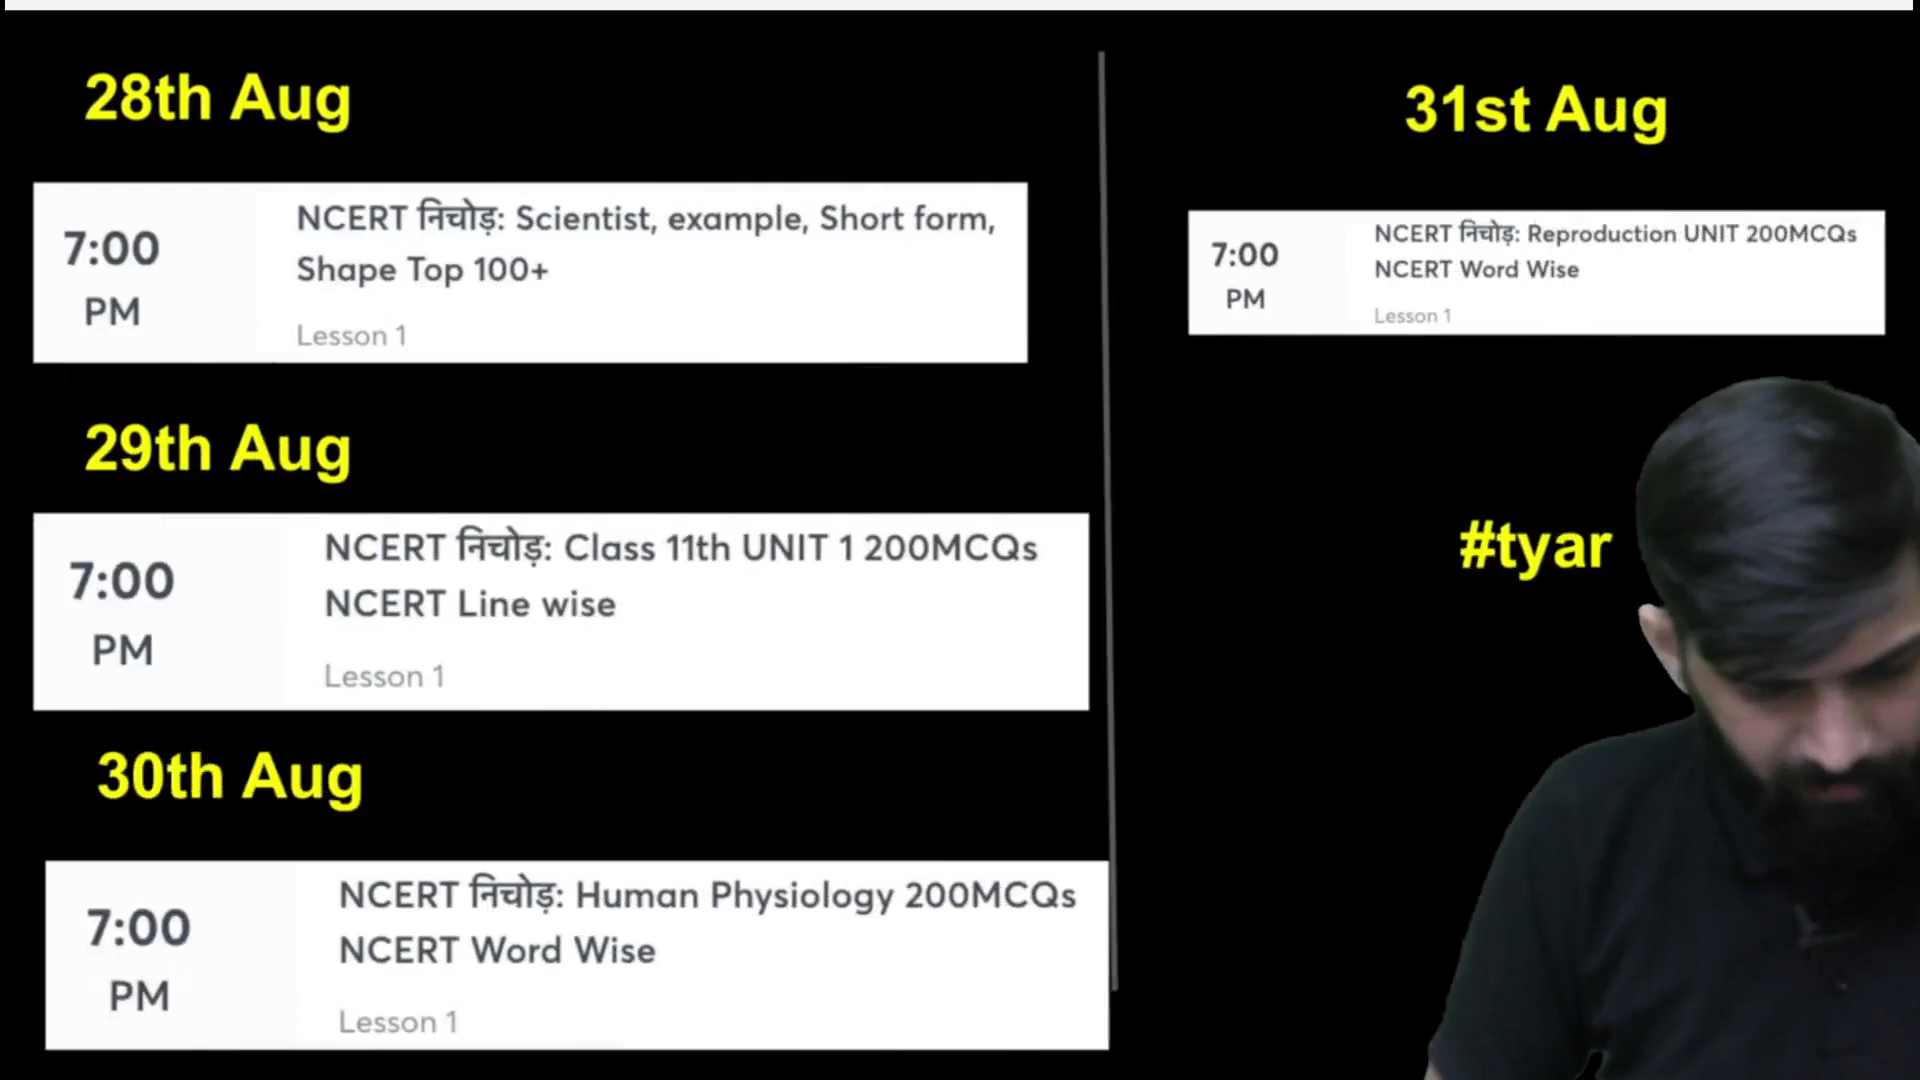 28th Aug
7:00
PM
NCERT निचोड़: Scientist, example, Short form,
Shape Top 100+
Lesson 1
29th Aug
7:00
PM
NCERT निचोड़: Class 11th UNIT 1 200MCQs
NCERT Line wise
Lesson 1
30th Aug
7:00
PM
NCERT निचोड़: Human Physiology 200MCQs
NCERT Word Wise
Lesson 1
31st Aug
7:00
PM
NCERT निचोड़: Reproduction UNIT 200MCQs
NCERT Word Wise
Lesson 1
#tyar